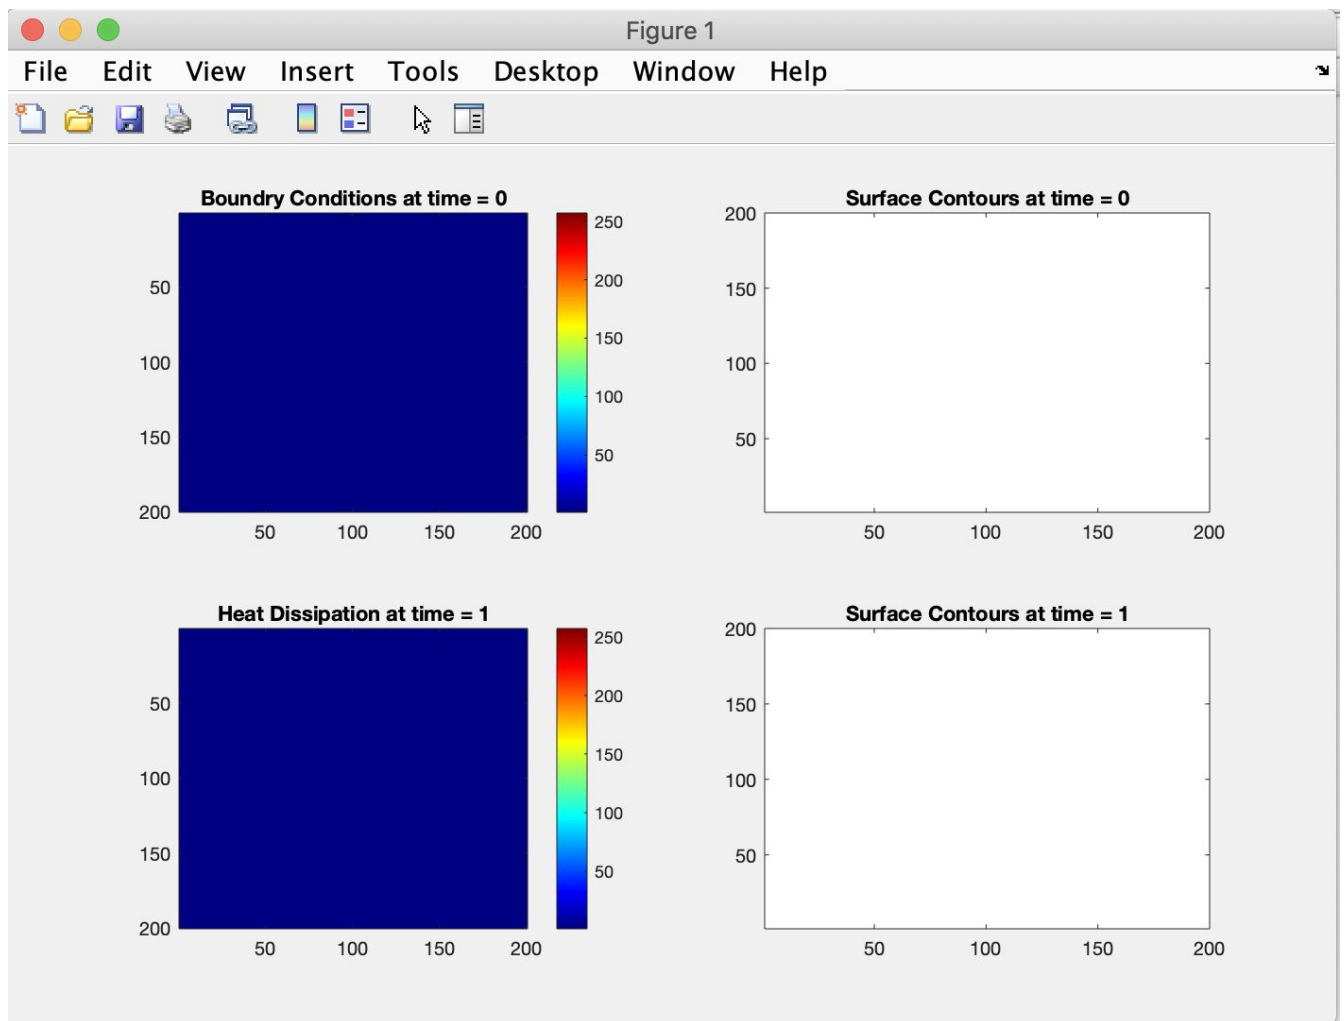 Figure 1
File Edit View Insert Tools Desktop Window Help
Boundry Conditions at time = 0
50
100
150
200
50 100 150 200
250
200
150
100
50
Surface Contours at time = 0
200
150
100
50
50 100 150 200
Heat Dissipation at time = 1
50
100
150
200
50 100 150 200
250
200
150
100
50
Surface Contours at time = 1
200
150
100
50
50 100 150 200